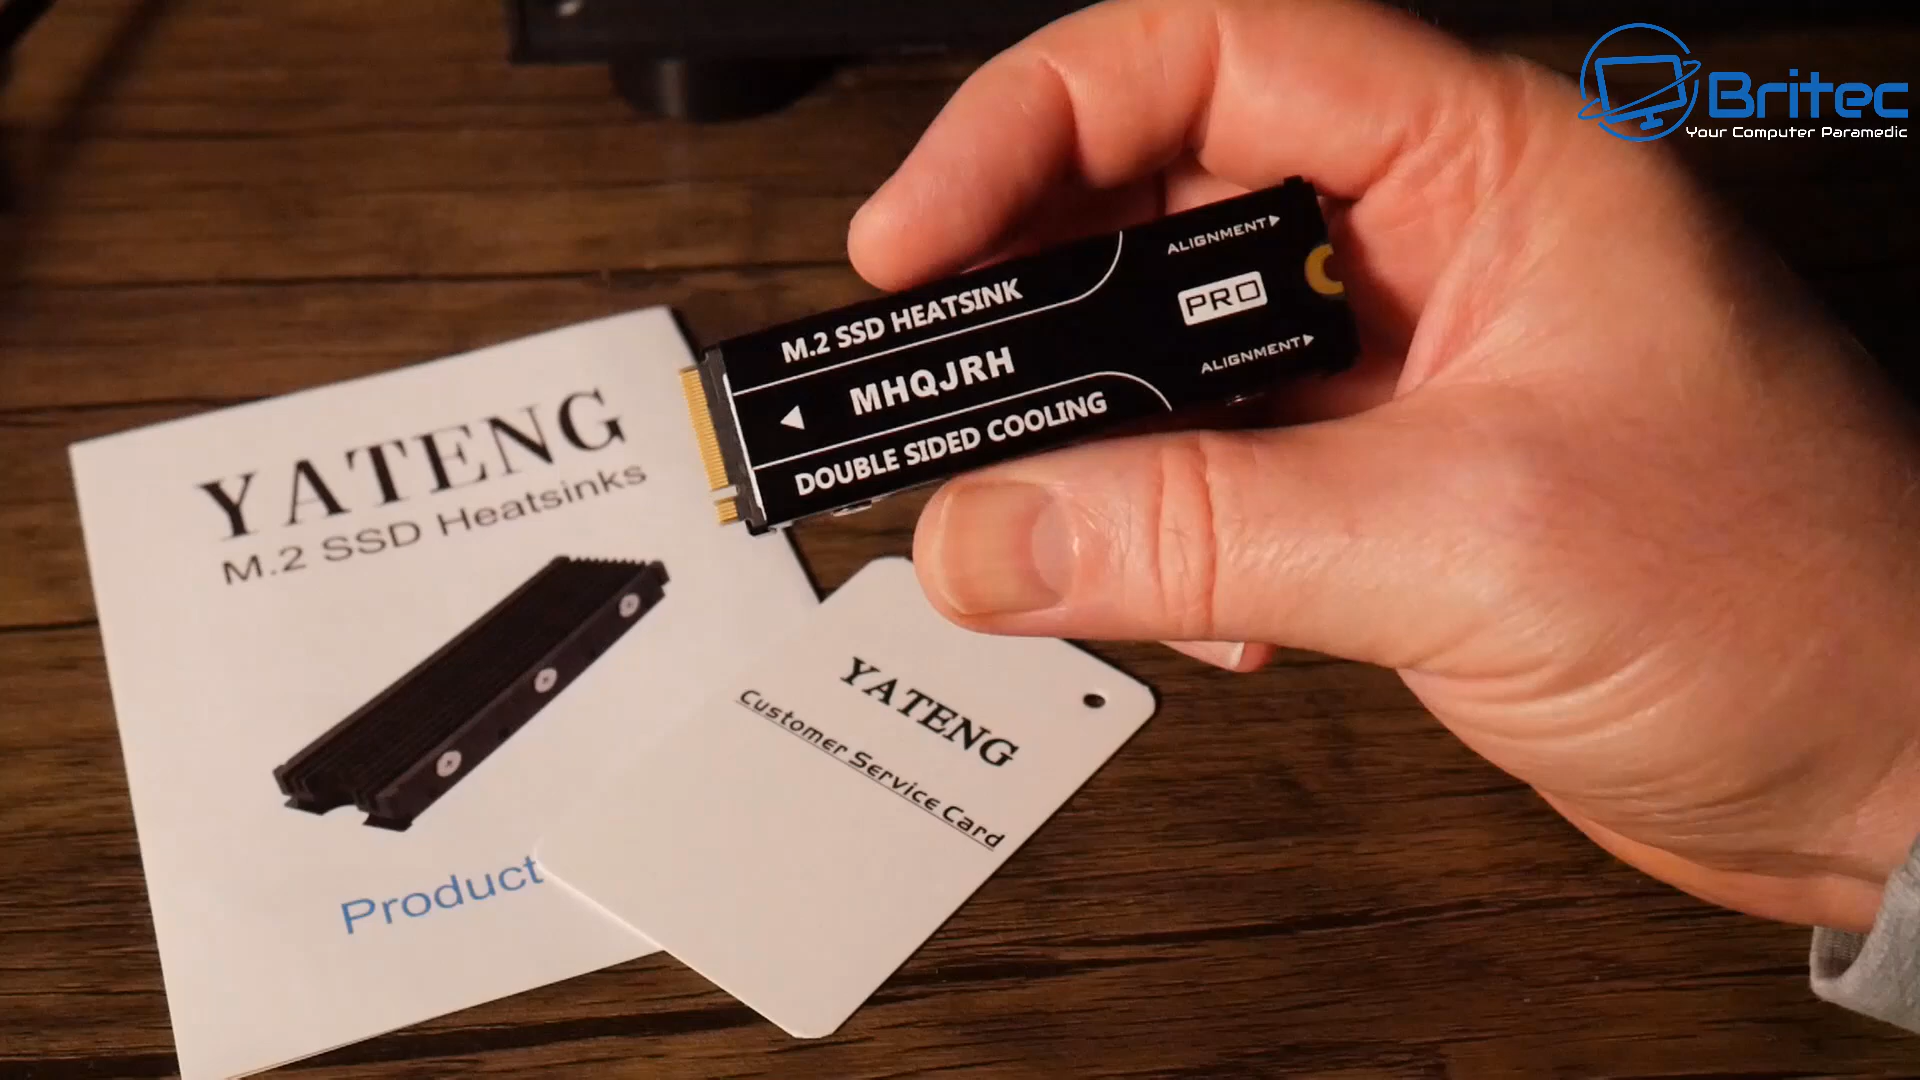 Britec
Your Computer Paramedic
ALIGNMENT
PRO
ALIGNMENT
M.2 SSD HEATSINK
MHQJRH
DOUBLE SIDED COOLING
YATENG
M.2 SSD Heatsinks
Product
YATENG
Customer Service Card